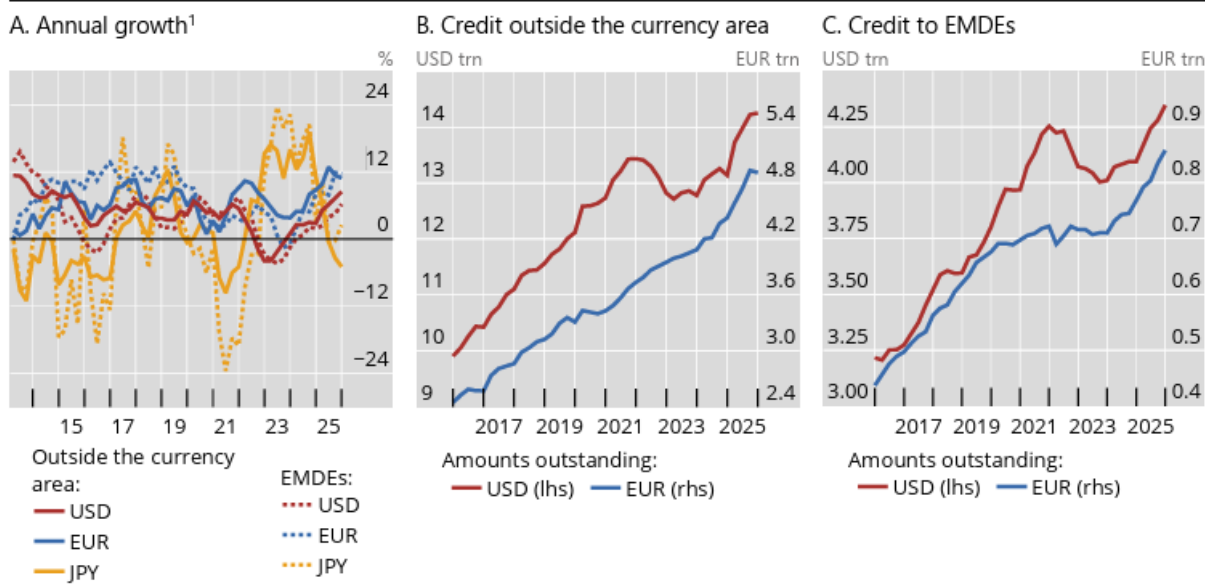 A. Annual growth¹
%
24
12
0
−12
−24
15 17 19 21 23 25
Outside the currency
area:
USD
EUR
JPY
EMDEs:
USD
EUR
JPY
B. Credit outside the currency area
USD trn EUR trn
14 5.4
13 4.8
12 4.2
11 3.6
10 3.0
9 2.4
2017 2019 2021 2023 2025
Amounts outstanding:
USD (lhs) EUR (rhs)
C. Credit to EMDEs
USD trn EUR trn
4.25 0.9
4.00 0.8
3.75 0.7
3.50 0.6
3.25 0.5
3.00 0.4
2017 2019 2021 2023 2025
Amounts outstanding:
USD (lhs) EUR (rhs)